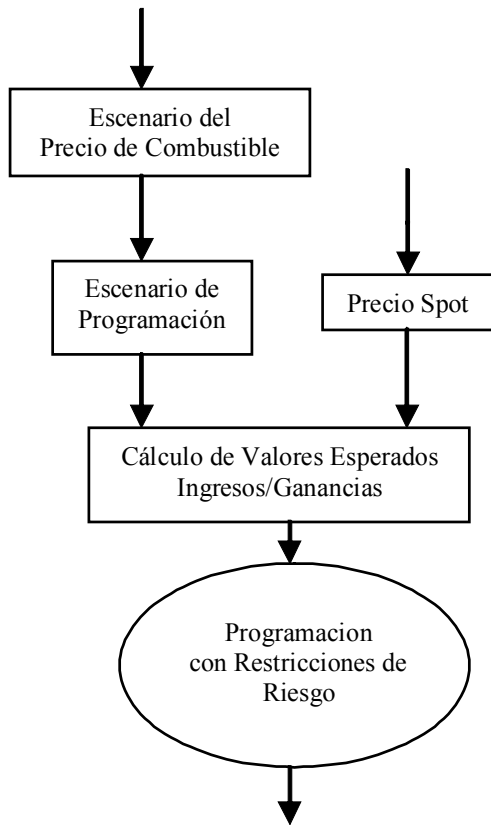 Escenario del
Precio de Combustible
Escenario de
Programación
Precio Spot
Cálculo de Valores Esperados
Ingresos/Ganancias
Programacion
con Restricciones de
Riesgo